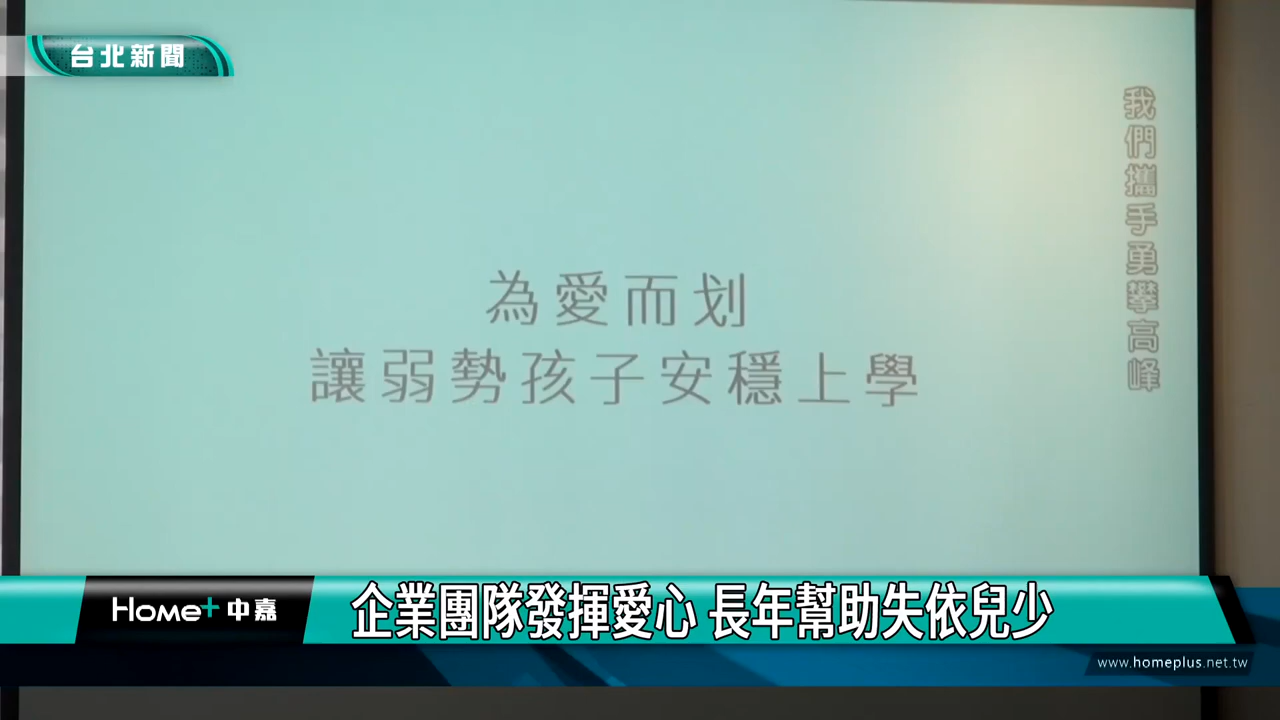 台北新聞
我們攜手勇攀高峰
為愛而划
讓弱勢孩子安穩上學
Home+中嘉
企業團隊發揮愛心 長年幫助失依兒少
www.homeplus.net.tw